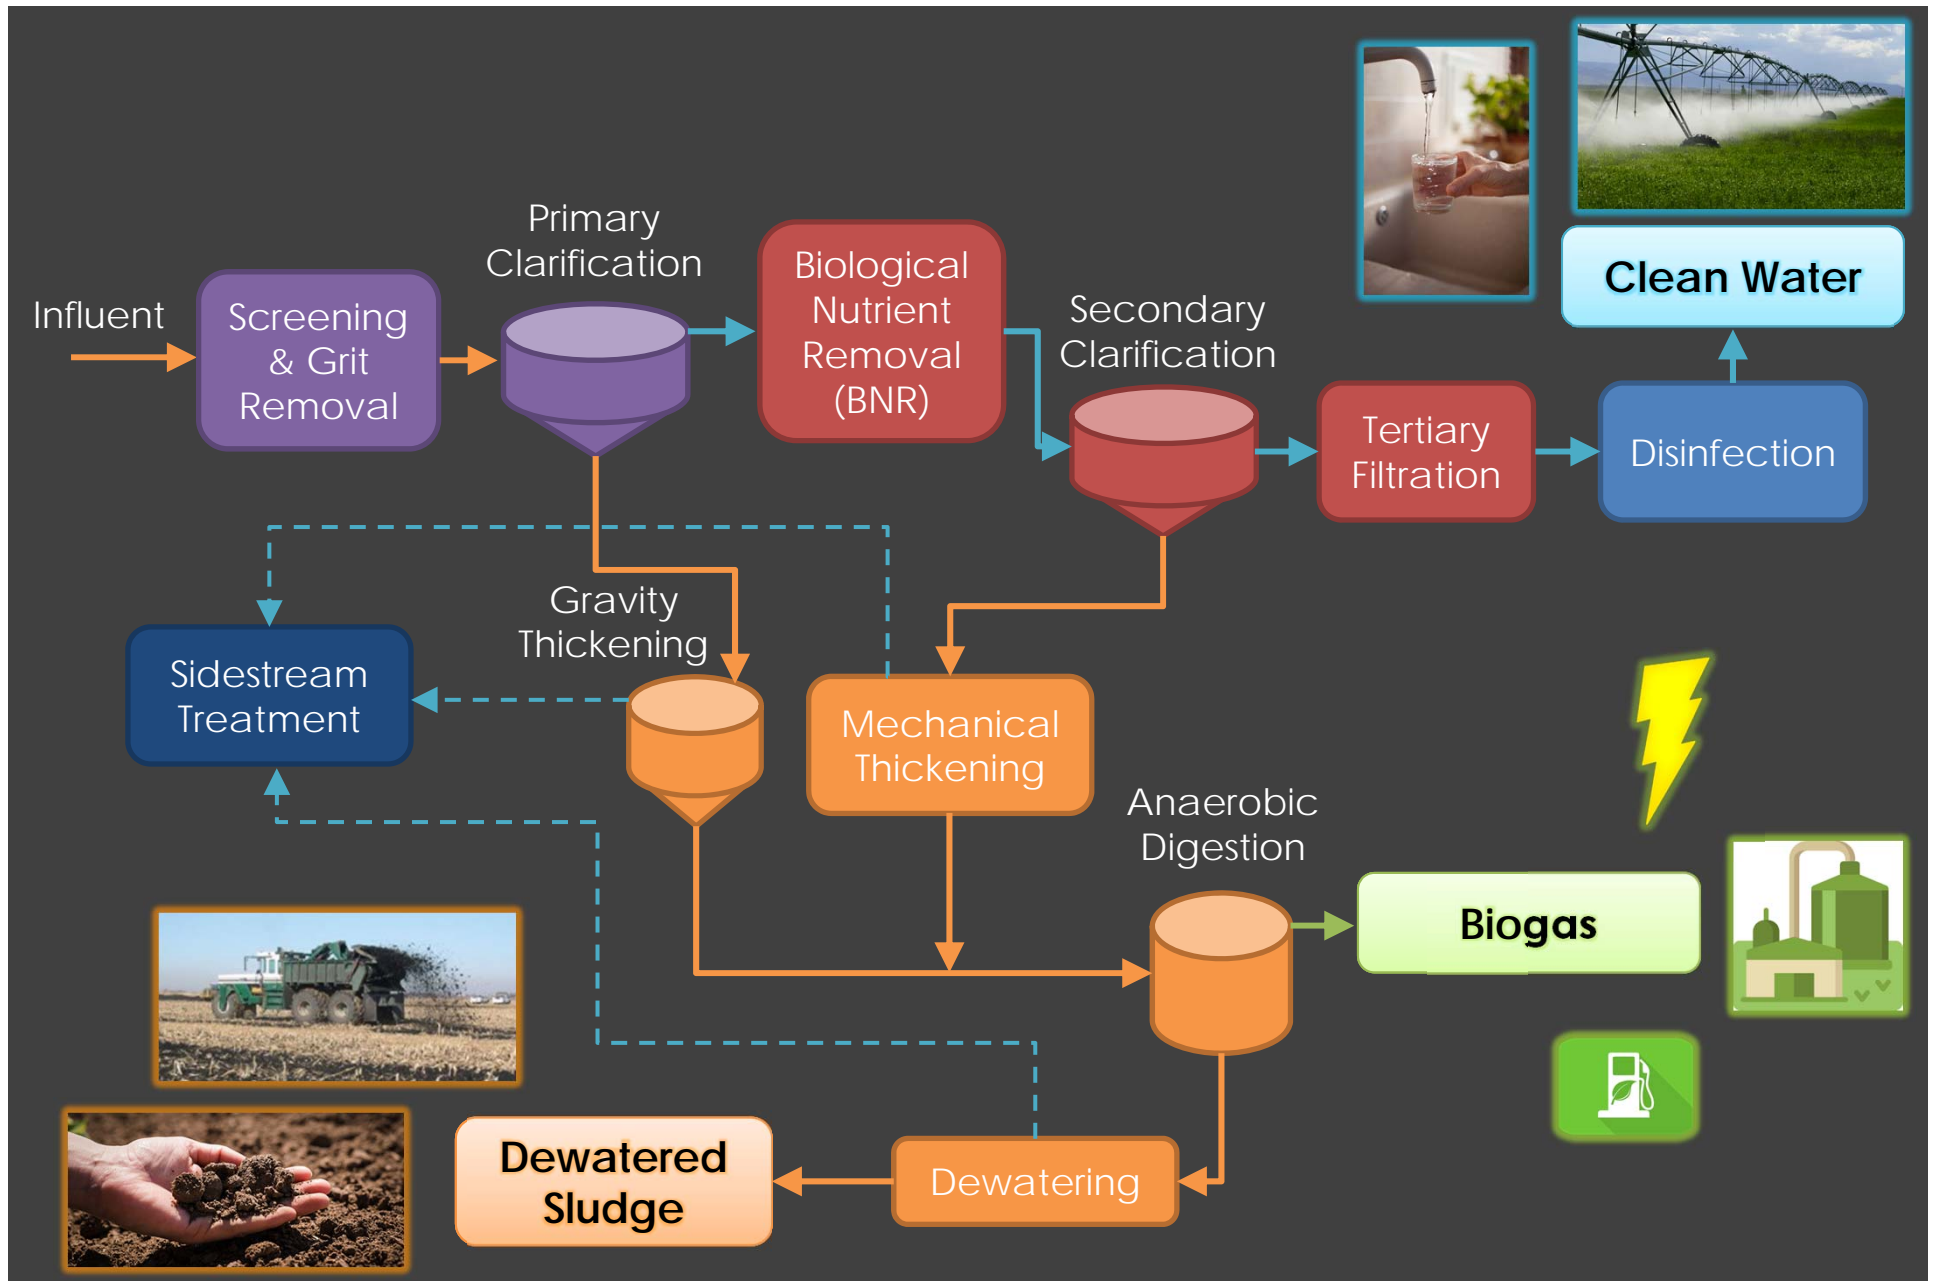 Primary
Clarification
Influent
Screening
& Grit
Removal
Biological
Nutrient
Removal
(BNR)
Secondary
Clarification
Clean Water
Tertiary
Filtration
Disinfection
Gravity
Thickening
Sidestream
Treatment
Mechanical
Thickening
Anaerobic
Digestion
Biogas
Dewatered
Sludge
Dewatering